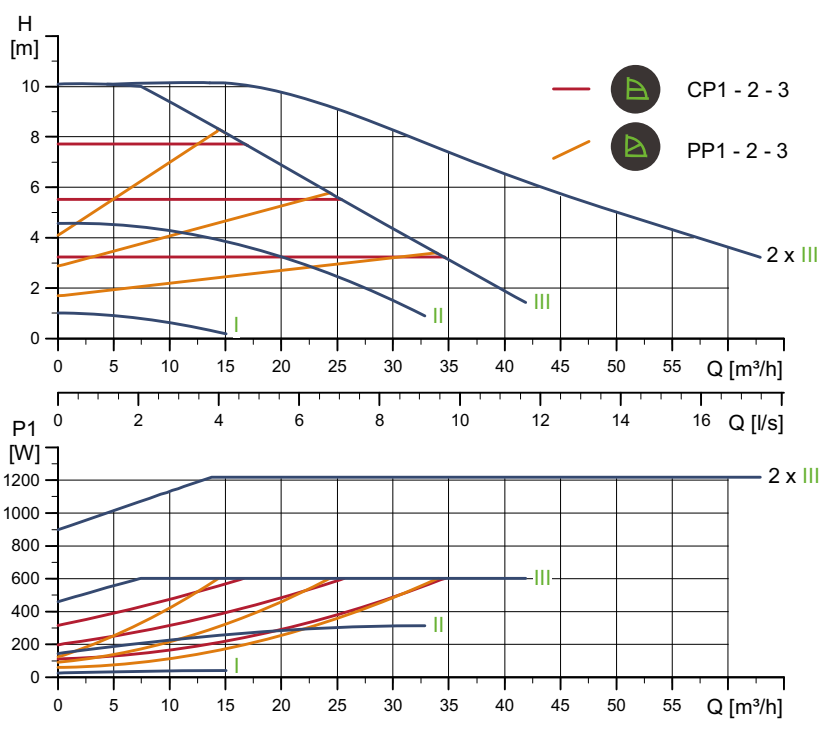 H
[m]
10
8
6
4
2
0
CP1 - 2 - 3
PP1 - 2 - 3
2 x III
III
II
I
0 5 10 15 20 25 30 35 40 45 50 55 Q [m³/h]
0 2 4 6 8 10 12 14 16 Q [l/s]
P1
[W]
1200
1000
800
600
400
200
0
2 x III
III
II
I
0 5 10 15 20 25 30 35 40 45 50 55 Q [m³/h]